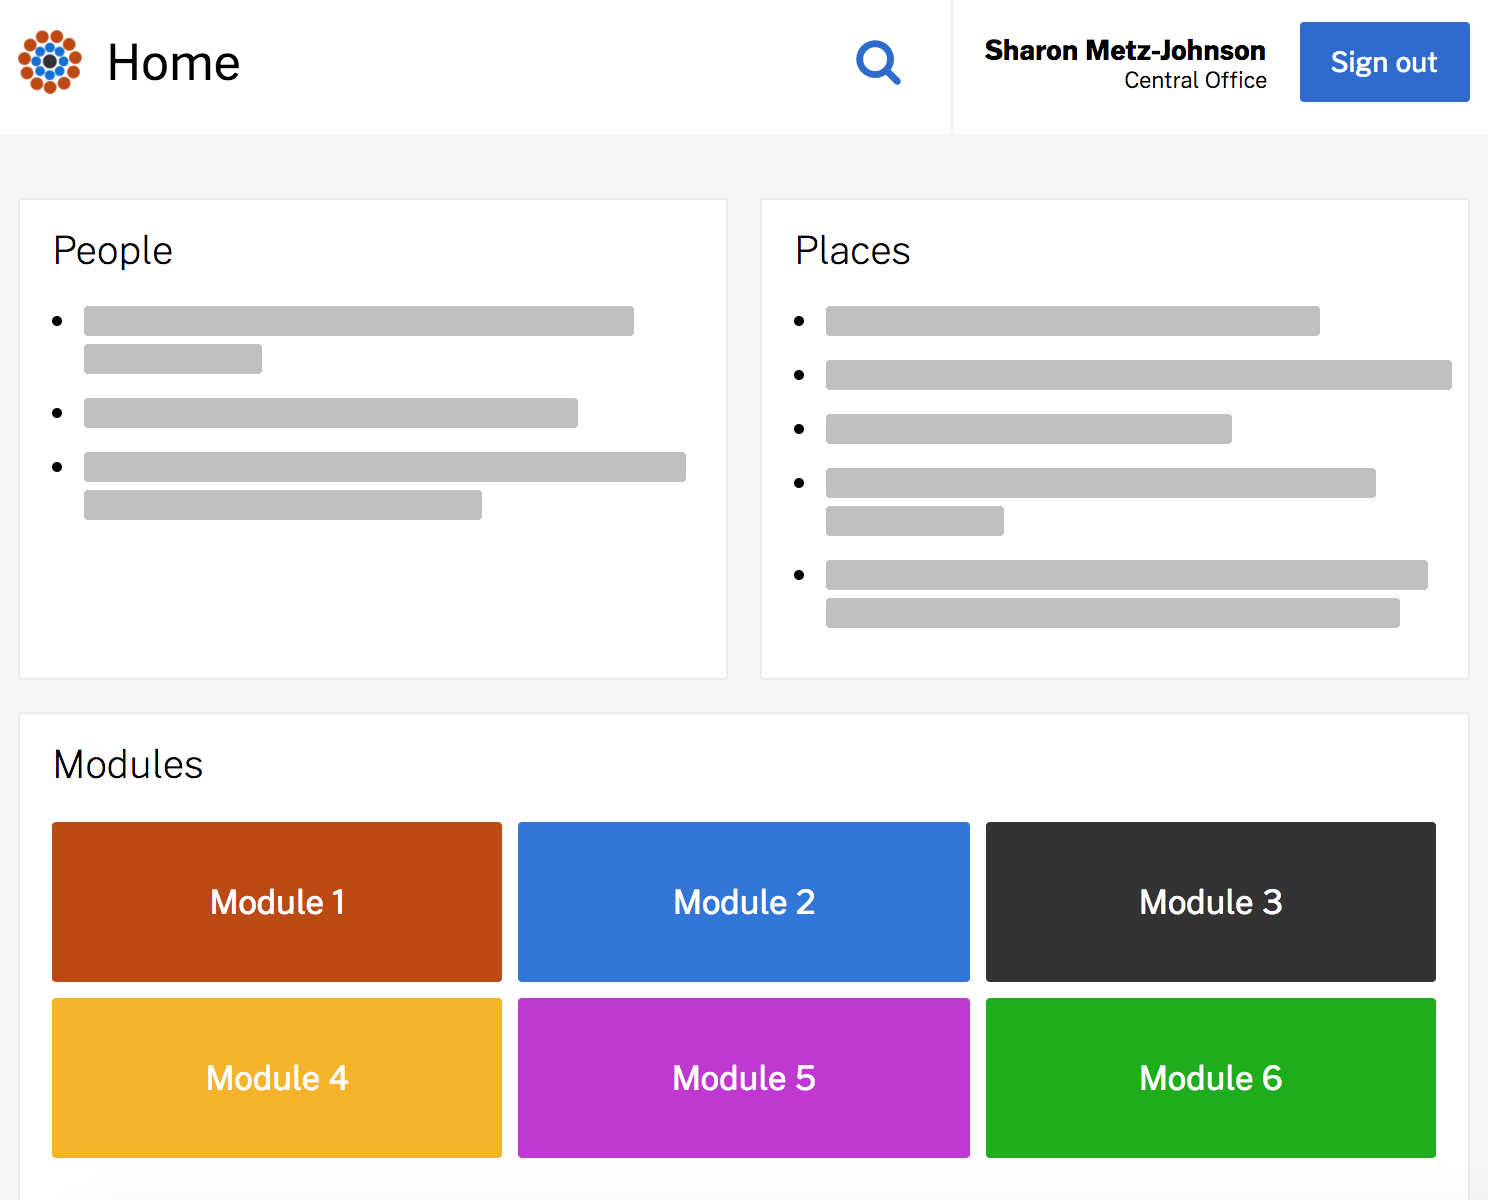 Home
Sharon Metz-Johnson
Central Office
Sign out
People
Places
Modules
Module 1
Module 2
Module 3
Module 4
Module 5
Module 6